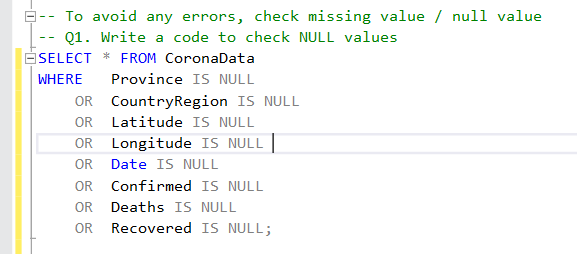 -- To avoid any errors, check missing value / null value
-- Q1. Write a code to check NULL values
SELECT * FROM CoronaData
WHERE   Province IS NULL
    OR  CountryRegion IS NULL
    OR  Latitude IS NULL
    OR  Longitude IS NULL
    OR  Date IS NULL
    OR  Confirmed IS NULL
    OR  Deaths IS NULL
    OR  Recovered IS NULL;